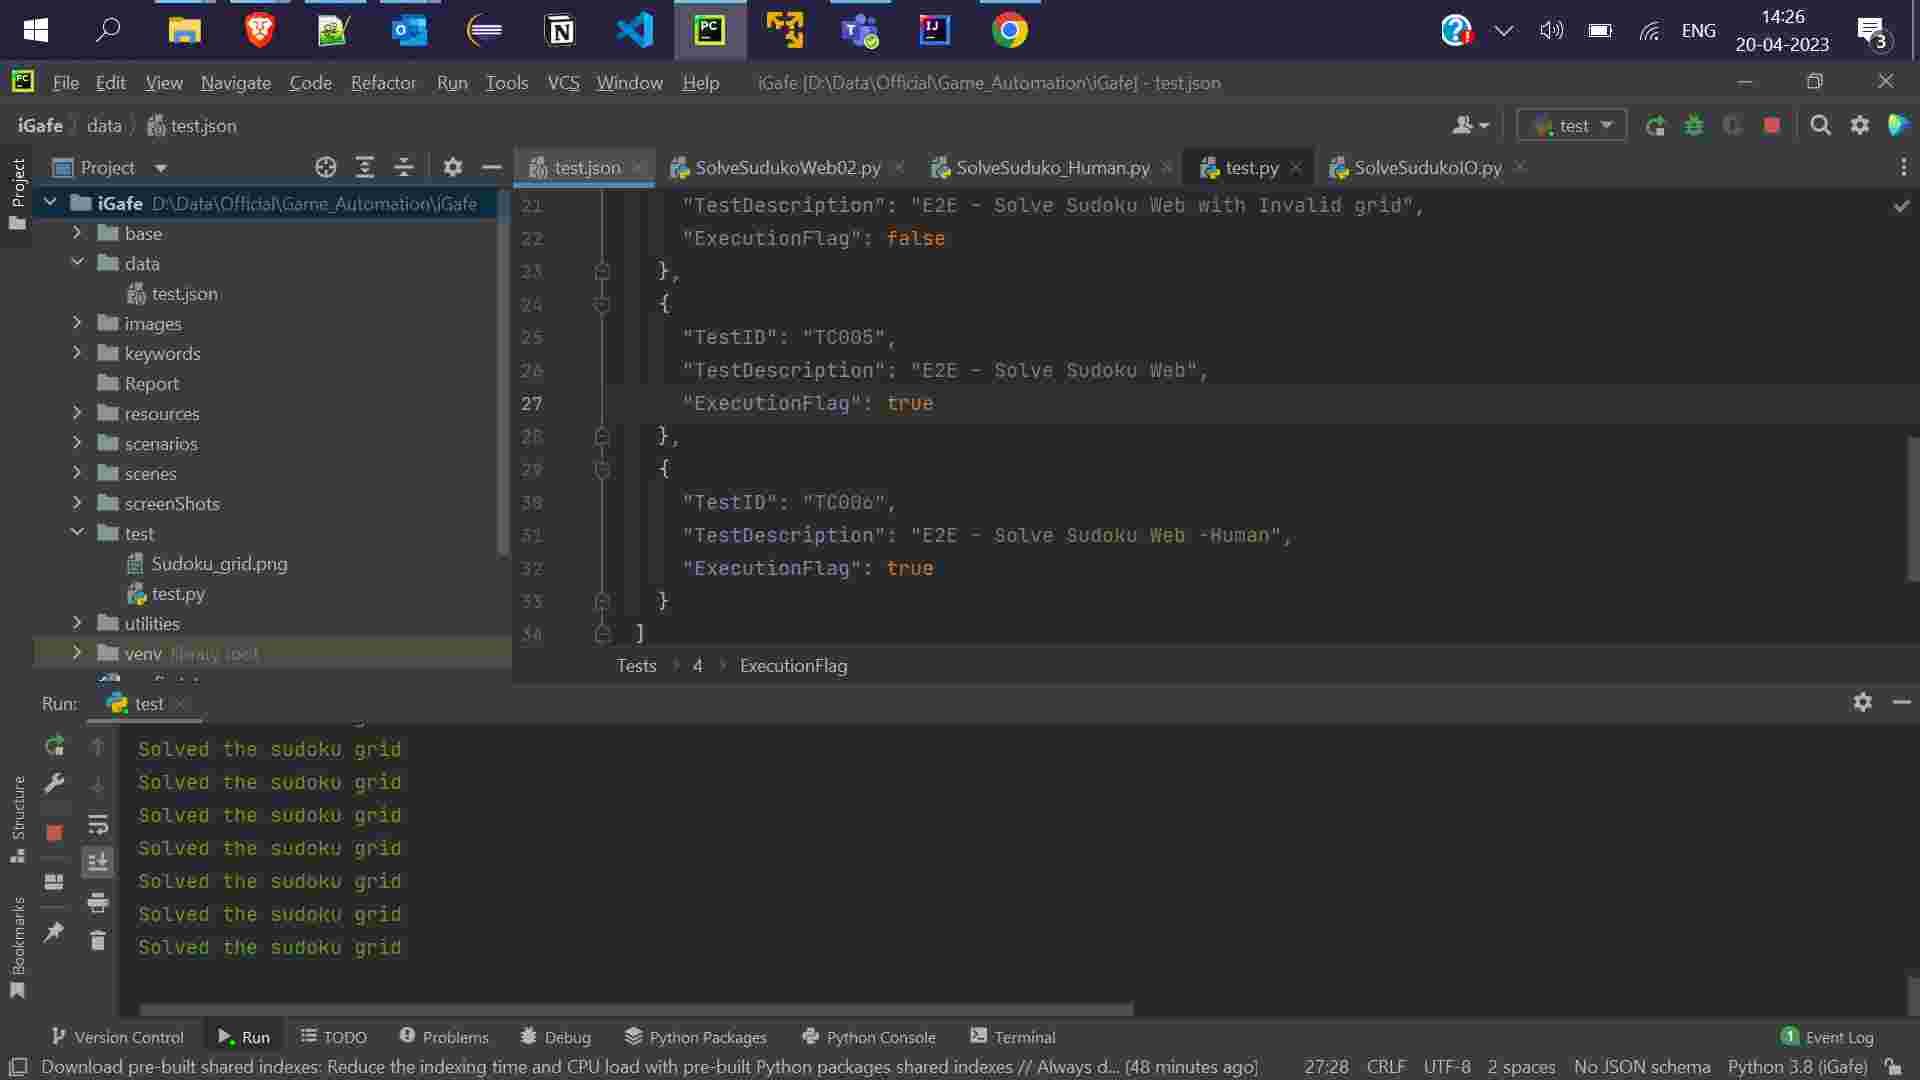 ENG
14:26
20-04-2023
3
File Edit View Navigate Code Refactor Run Tools VCS Window Help iGafe [D:\Data\Official\Game_Automation\iGafe] - test.json
iGafe data test.json
test
Project
Project
test.json SolveSudukoWeb02.py SolveSuduko_Human.py test.py SolveSudukoIO.py
iGafe D:\Data\Official\Game_Automation\iGafe
base
data
test.json
images
keywords
Report
resources
scenarios
scenes
screenShots
test
Sudoku_grid.png
test.py
utilities
venv library root
21 "TestDescription": "E2E - Solve Sudoku Web with Invalid grid",
22 "ExecutionFlag": false
23 },
24 {
25 "TestID": "TC005",
26 "TestDescription": "E2E - Solve Sudoku Web",
27 "ExecutionFlag": true
28 },
29 {
30 "TestID": "TC006",
31 "TestDescription": "E2E - Solve Sudoku Web -Human",
32 "ExecutionFlag": true
33 }
34 ]
Tests 4 ExecutionFlag
Run: test
Solved the sudoku grid
Solved the sudoku grid
Solved the sudoku grid
Solved the sudoku grid
Solved the sudoku grid
Solved the sudoku grid
Solved the sudoku grid
Structure
Bookmarks
Version Control Run TODO Problems Debug Python Packages Python Console Terminal 1 Event Log
Download pre-built shared indexes: Reduce the indexing time and CPU load with pre-built Python packages shared indexes // Always d... (48 minutes ago) 27:28 CRLF UTF-8 2 spaces No JSON schema Python 3.8 (iGafe)